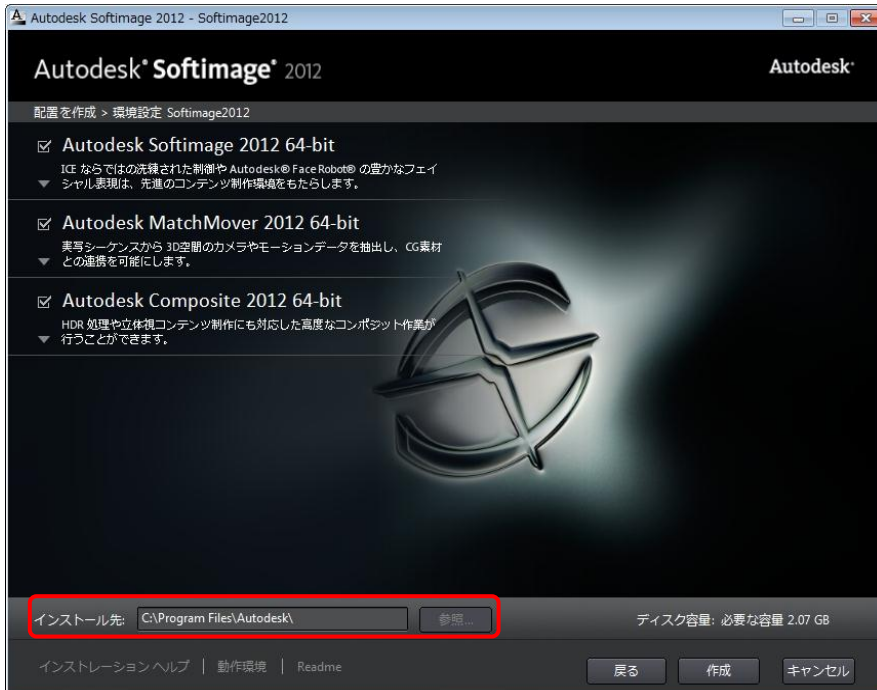 Autodesk Softimage 2012 - Softimage2012
Autodesk® Softimage® 2012
Autodesk®
配置を作成 > 環境設定 Softimage2012
Autodesk Softimage 2012 64-bit
ICE ならではの洗練された制御や Autodesk® Face Robot® の豊かなフェイ
シャル表現は、先進のコンテンツ制作環境をもたらします。
Autodesk MatchMover 2012 64-bit
実写シーケンスから 3D空間のカメラやモーションデータを抽出し、CG素材
との連携を可能にします。
Autodesk Composite 2012 64-bit
HDR 処理や立体視コンテンツ制作にも対応した高度なコンポジット作業が
行うことができます。
インストール先: C:\Program Files\Autodesk\ 参照... ディスク容量: 必要な容量 2.07 GB
インストレーション ヘルプ | 動作環境 | Readme 戻る 作成 キャンセル